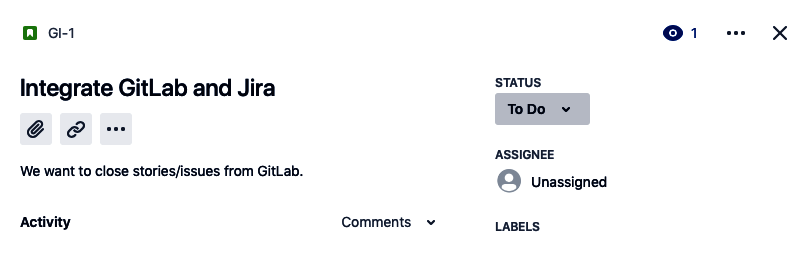 GI-1
1
Integrate GitLab and Jira
We want to close stories/issues from GitLab.
Activity
Comments
STATUS
To Do
ASSIGNEE
Unassigned
LABELS